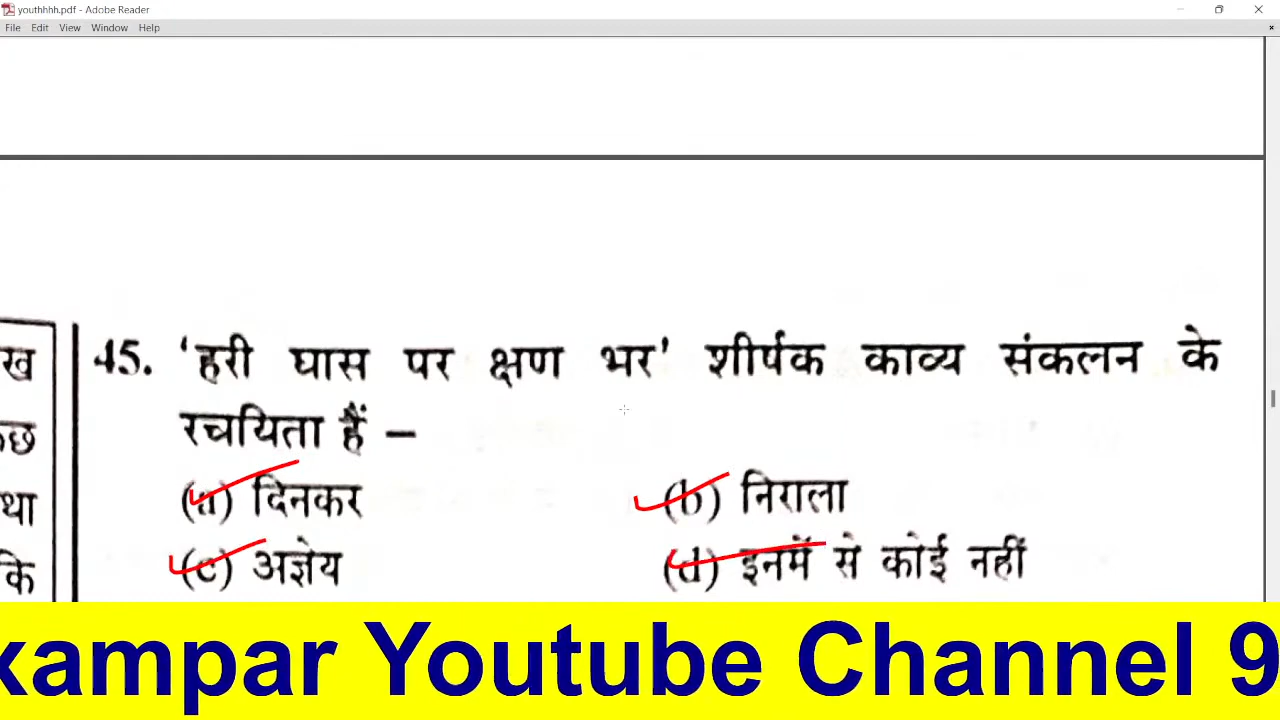 youthhhh.pdf - Adobe Reader
File Edit View Window Help
ख
था
कि
45. 'हरी घास पर क्षण भर' शीर्षक काव्य संकलन के
रचयिता हैं –
(a) दिनकर (b) निराला
(c) अज्ञेय (d) इनमें से कोई नहीं
xampar Youtube Channel 9